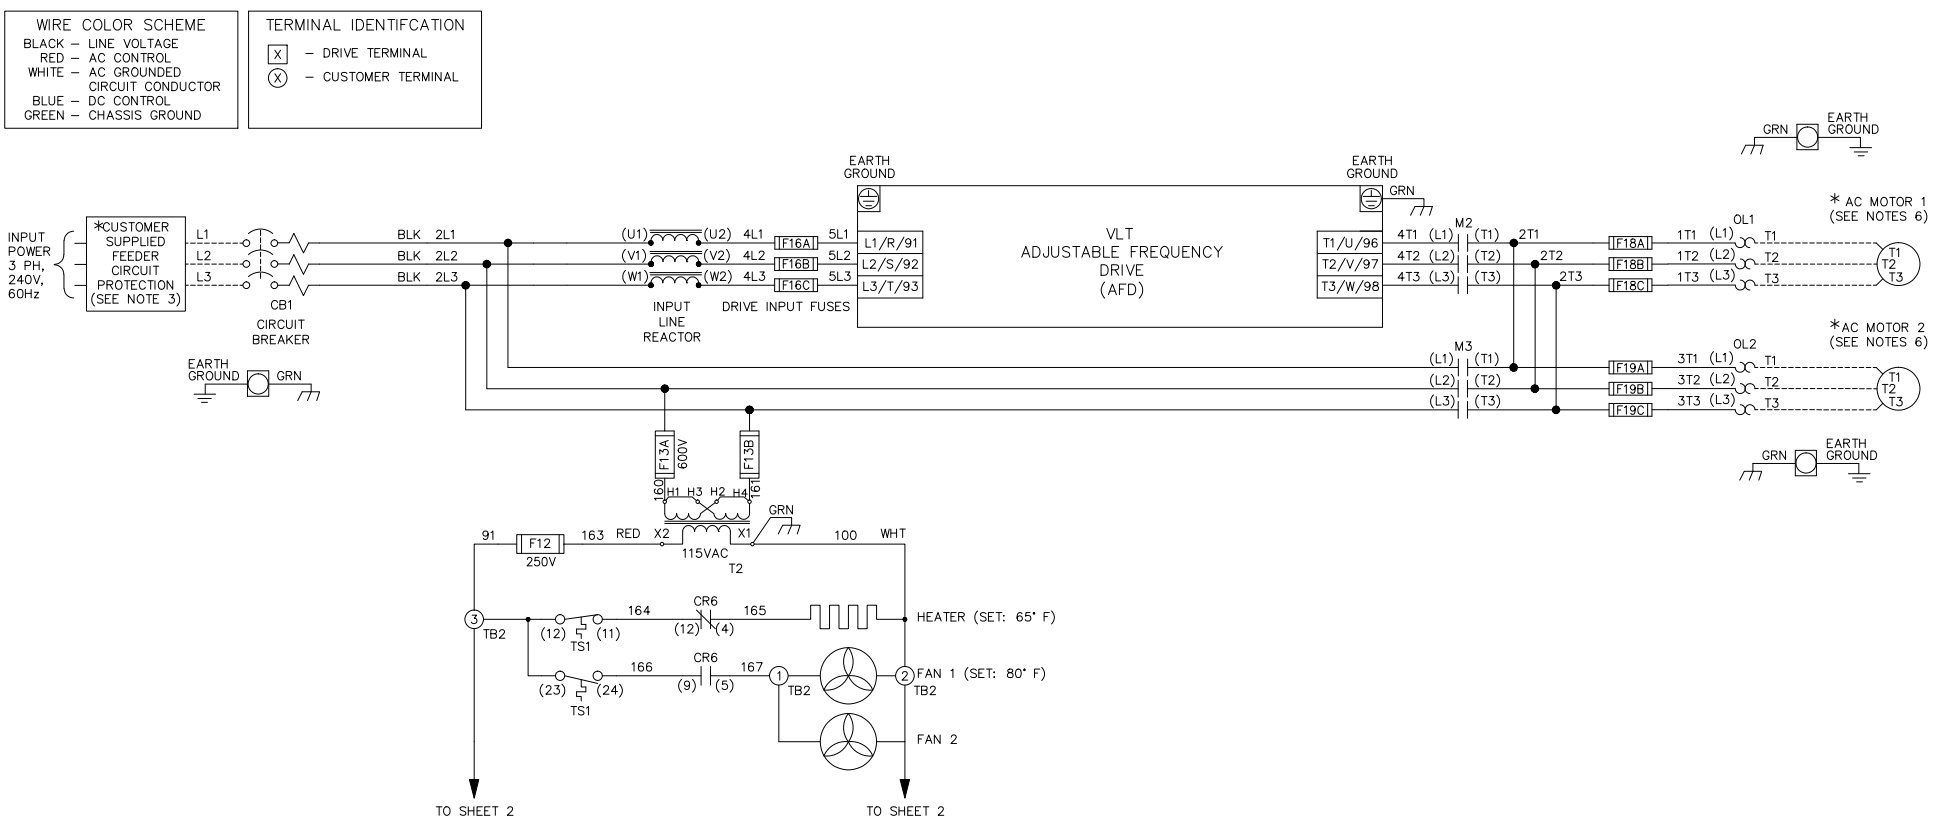 WIRE COLOR SCHEME
BLACK – LINE VOLTAGE
RED – AC CONTROL
WHITE – AC GROUNDED
CIRCUIT CONDUCTOR
BLUE – DC CONTROL
GREEN – CHASSIS GROUND
TERMINAL IDENTIFCATION
X – DRIVE TERMINAL
X – CUSTOMER TERMINAL
INPUT
POWER
3 PH,
240V,
60Hz
*CUSTOMER
SUPPLIED
FEEDER
CIRCUIT
PROTECTION
(SEE NOTE 3)
L1
L2
L3
CB1
CIRCUIT
BREAKER
EARTH
GROUND
GRN
BLK 2L1
BLK 2L2
BLK 2L3
(U1) (U2) 4L1 F16A 5L1
(V1) (V2) 4L2 F16B 5L2
(W1) (W2) 4L3 F16C 5L3
INPUT
LINE
REACTOR
DRIVE INPUT FUSES
EARTH
GROUND
L1/R/91
L2/S/92
L3/T/93
VLT
ADJUSTABLE FREQUENCY
DRIVE
(AFD)
EARTH
GROUND
GRN
T1/U/96
T2/V/97
T3/W/98
M2
4T1 (L1) (T1) 2T1 F18A 1T1 (L1) T1
4T2 (L2) (T2) 2T2 F18B 1T2 (L2) T2
4T3 (L3) (T3) 2T3 F18C 1T3 (L3) T3
OL1
GRN
EARTH
GROUND
* AC MOTOR 1
(SEE NOTES 6)
T1
T2
T3
M3
(L1) (T1) F19A 3T1 (L1) T1
(L2) (T2) F19B 3T2 (L2) T2
(L3) (T3) F19C 3T3 (L3) T3
OL2
*AC MOTOR 2
(SEE NOTES 6)
T1
T2
T3
GRN
EARTH
GROUND
F13A
600V
F13B
160
161
H1 H3 H2 H4
GRN
91 F12 163 RED X2 X1 100 WHT
250V
115VAC
T2
3
TB2
(12) (11)
TS1
164
CR6
(12) (4)
165
HEATER (SET: 65° F)
(23) (24)
TS1
166
CR6
(9) (5)
167
1
TB2
2
TB2
FAN 1 (SET: 80° F)
FAN 2
TO SHEET 2
TO SHEET 2